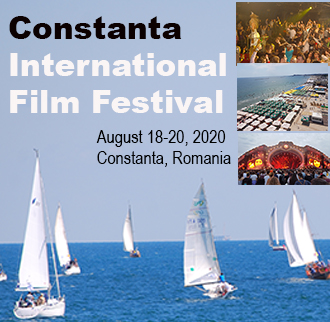 Constanta
International
Film Festival
August 18-20, 2020
Constanta, Romania